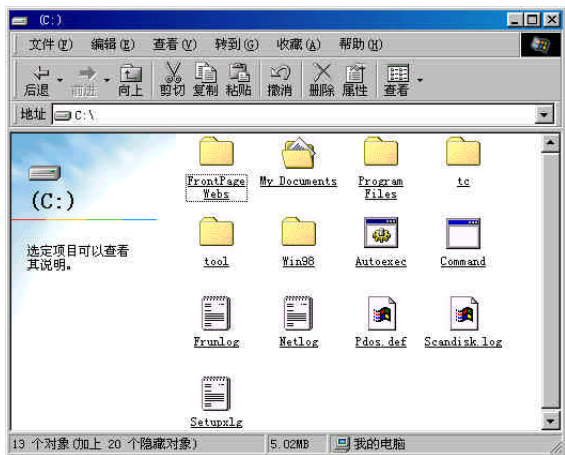 (C:)
文件(F) 编辑(E) 查看(V) 转到(G) 收藏(A) 帮助(H)
后退 前进 向上 剪切 复制 粘贴 撤消 删除 属性 查看
地址 C:\
(C:)
选定项目可以查看
其说明。
FrontPage
Webs
My Documents
Program
Files
tc
tool
Win98
Autoexec
Command
Frunlog
Netlog
Pdos.def
Scandisk.log
Setupxlg
13 个对象(加上 20 个隐藏对象) 5.02MB 我的电脑